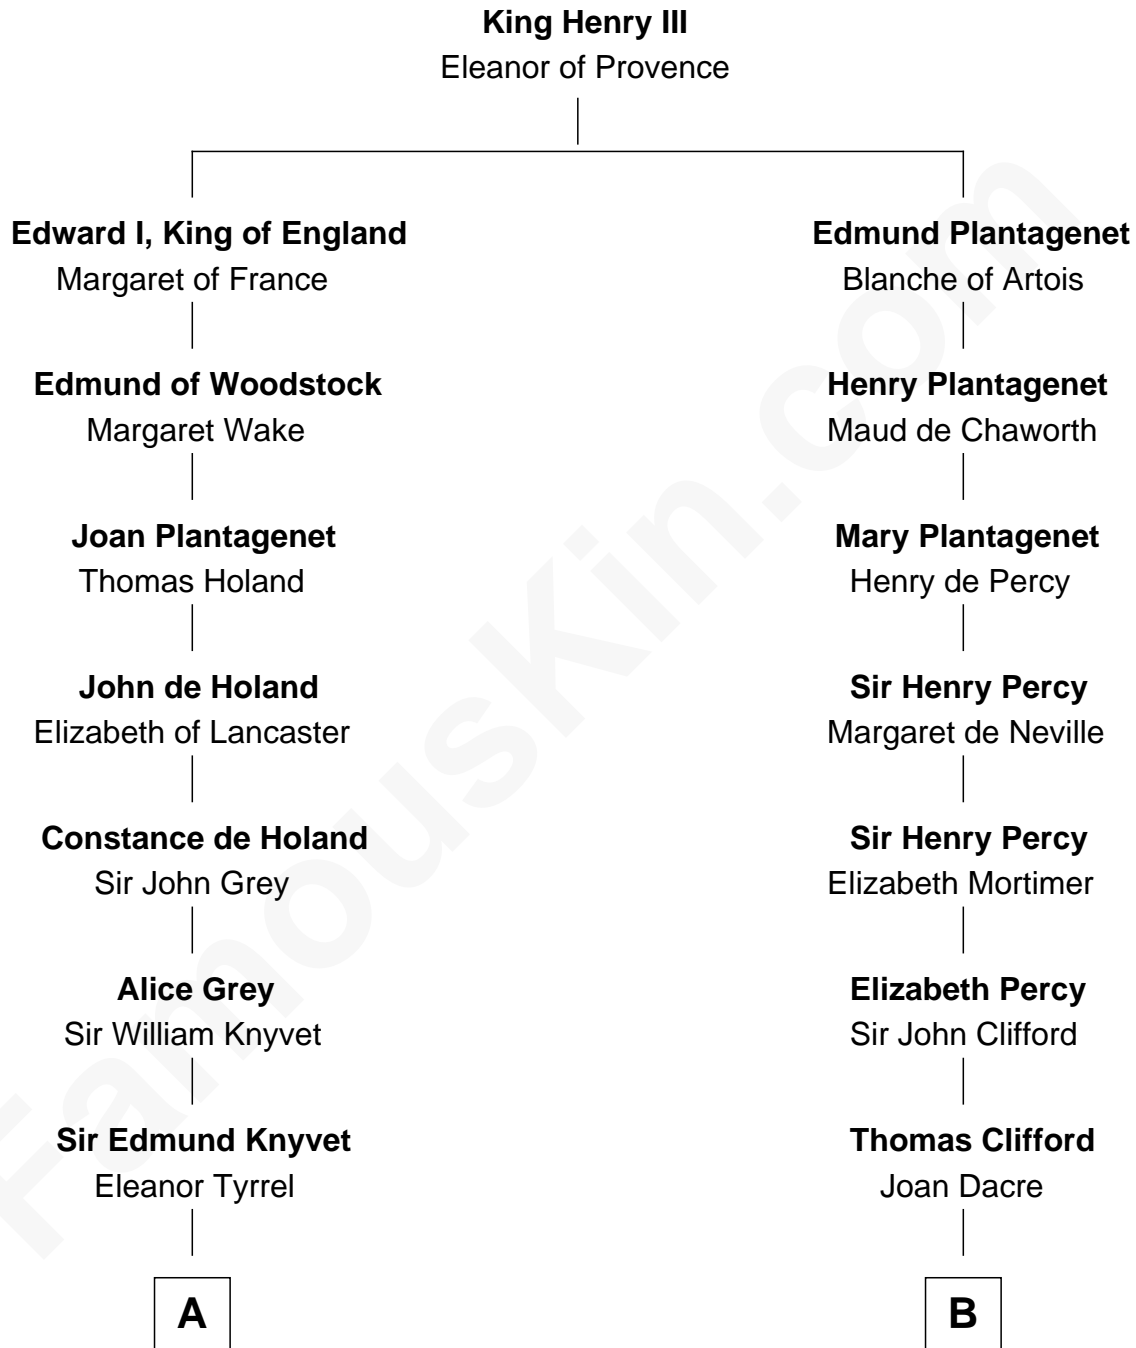 King Henry III
Eleanor of Provence
Edward I, King of England
Margaret of France
Edmund Plantagenet
Blanche of Artois
Edmund of Woodstock
Margaret Wake
Henry Plantagenet
Maud de Chaworth
Joan Plantagenet
Thomas Holand
Mary Plantagenet
Henry de Percy
John de Holand
Elizabeth of Lancaster
Sir Henry Percy
Margaret de Neville
Constance de Holand
Sir John Grey
Sir Henry Percy
Elizabeth Mortimer
Alice Grey
Sir William Knyvet
Elizabeth Percy
Sir John Clifford
Sir Edmund Knyvet
Eleanor Tyrrel
Thomas Clifford
Joan Dacre
A
B
FamousKin.com